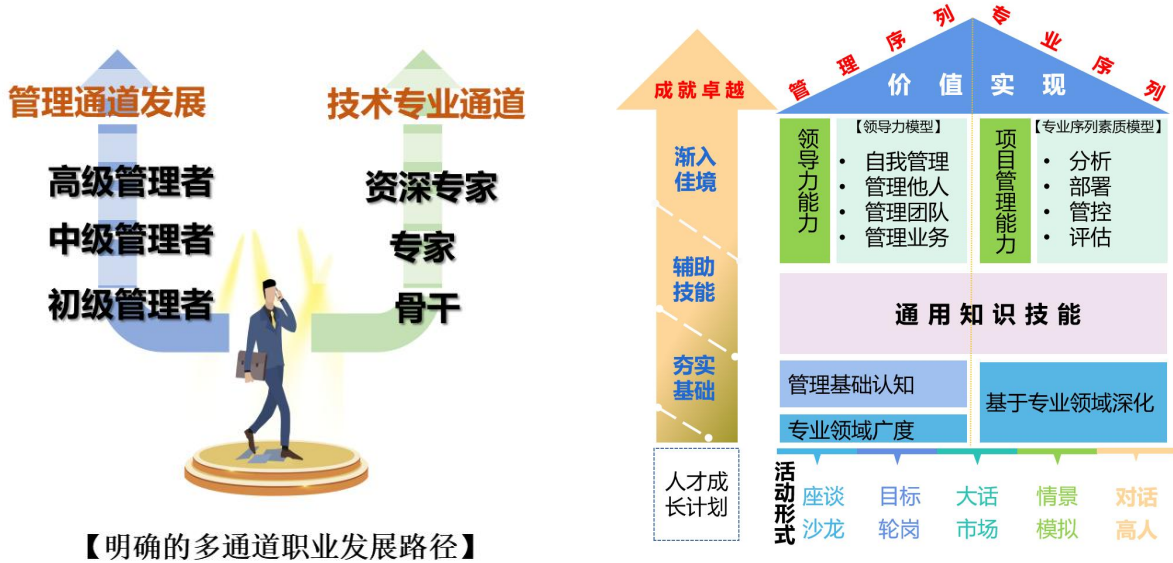 管理通道发展
技术专业通道
高级管理者
中级管理者
初级管理者
资深专家
专家
骨干
【明确的多通道职业发展路径】
成就卓越
渐入
佳境
辅助
技能
夯实
基础
人才成
长计划
管理序列专业序列
价值实现
领导力能力
【领导力模型】
• 自我管理
• 管理他人
• 管理团队
• 管理业务
项目管理能力
【专业序列素质模型】
• 分析
• 部署
• 管控
• 评估
通用知识技能
管理基础认知
专业领域广度
基于专业领域深化
活动形式
座谈
沙龙
目标
轮岗
大话
市场
情景
模拟
对话
高人